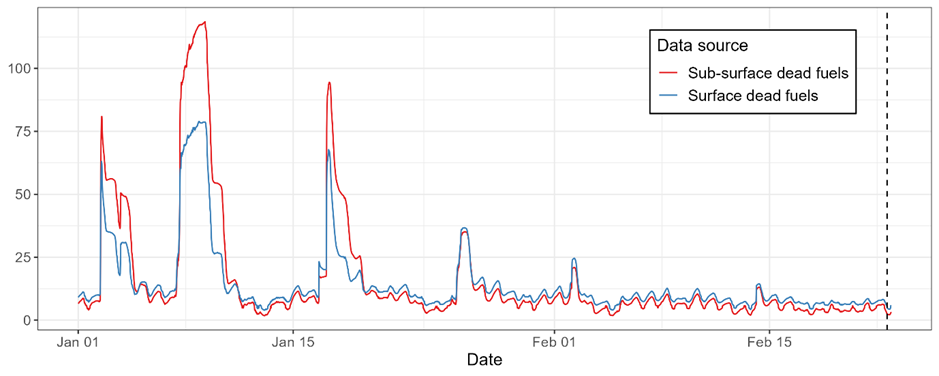 Data source
Sub-surface dead fuels
Surface dead fuels
100
75
50
25
0
Jan 01
Jan 15
Feb 01
Feb 15
Date